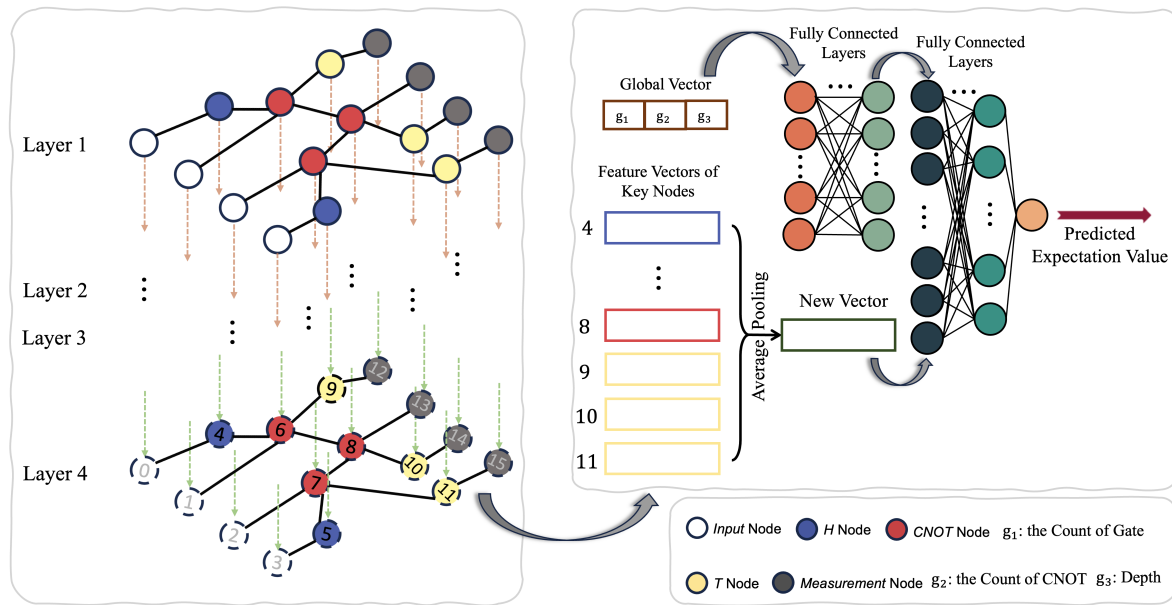 Layer 1
Layer 2
Layer 3
Layer 4
0
1
2
3
4
5
6
7
8
9
10
11
12
13
14
15
Global Vector
g₁ g₂ g₃
Fully Connected
Layers
Fully Connected
Layers
Feature Vectors of
Key Nodes
4
8
9
10
11
Average Pooling
New Vector
Predicted
Expectation Value
Input Node
H Node
CNOT Node
g₁: the Count of Gate
T Node
Measurement Node
g₂: the Count of CNOT
g₃: Depth